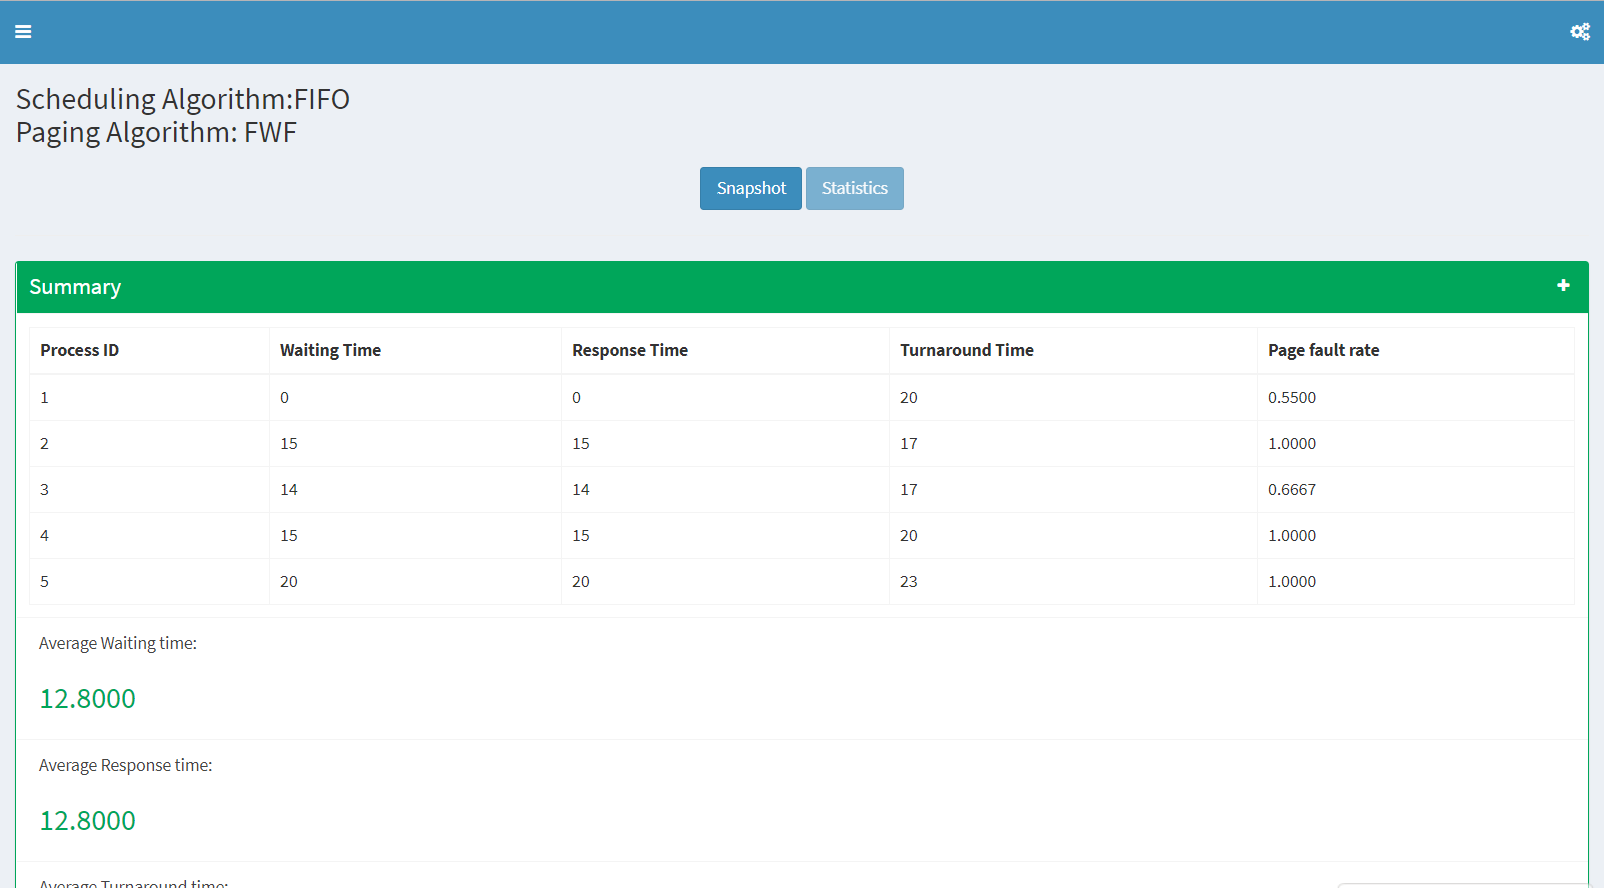 Scheduling Algorithm:FIFO
Paging Algorithm: FWF
Snapshot Statistics
Summary
Process ID Waiting Time Response Time Turnaround Time Page fault rate
1 0 0 20 0.5500
2 15 15 17 1.0000
3 14 14 17 0.6667
4 15 15 20 1.0000
5 20 20 23 1.0000
Average Waiting time:
12.8000
Average Response time:
12.8000
Average Turnaround time: